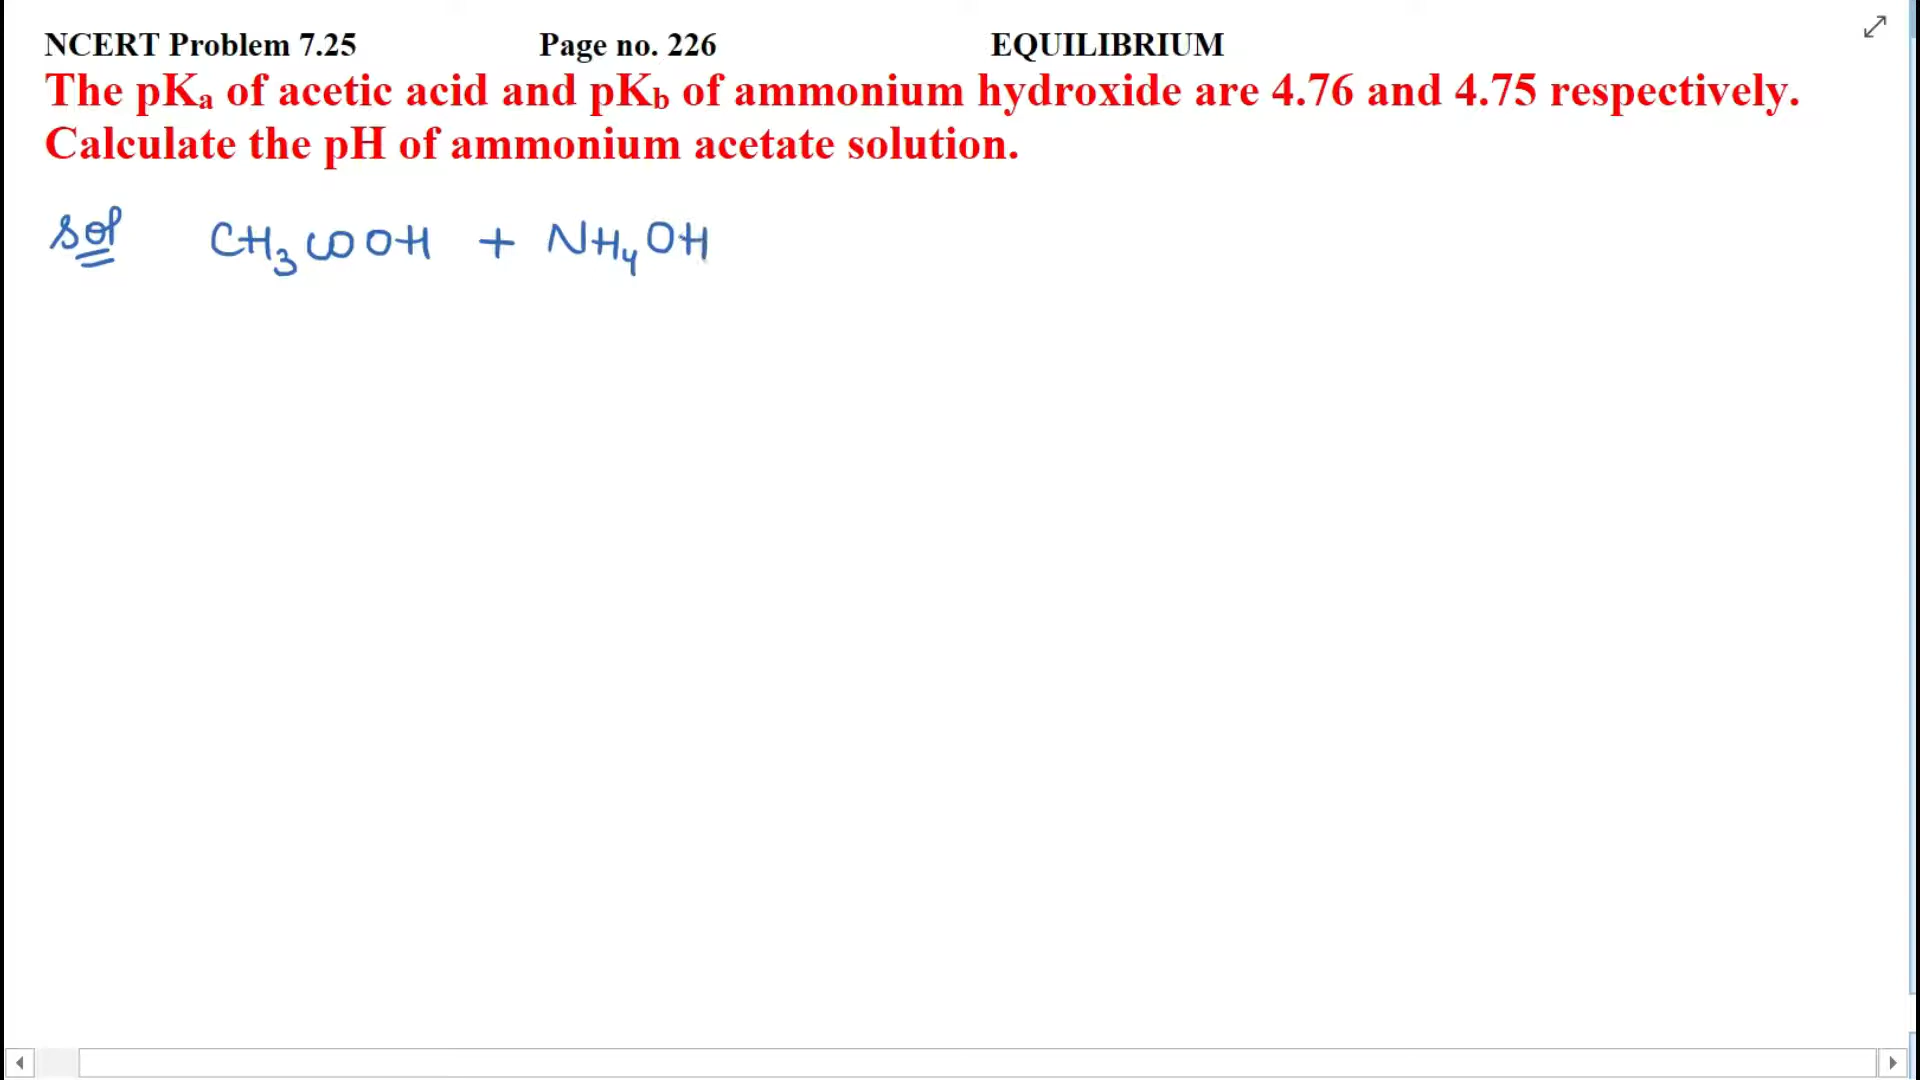 NCERT Problem 7.25 Page no. 226 EQUILIBRIUM
The pKₐ of acetic acid and pK_b of ammonium hydroxide are 4.76 and 4.75 respectively.
Calculate the pH of ammonium acetate solution.
Sol CH₃COOH + NH₄OH